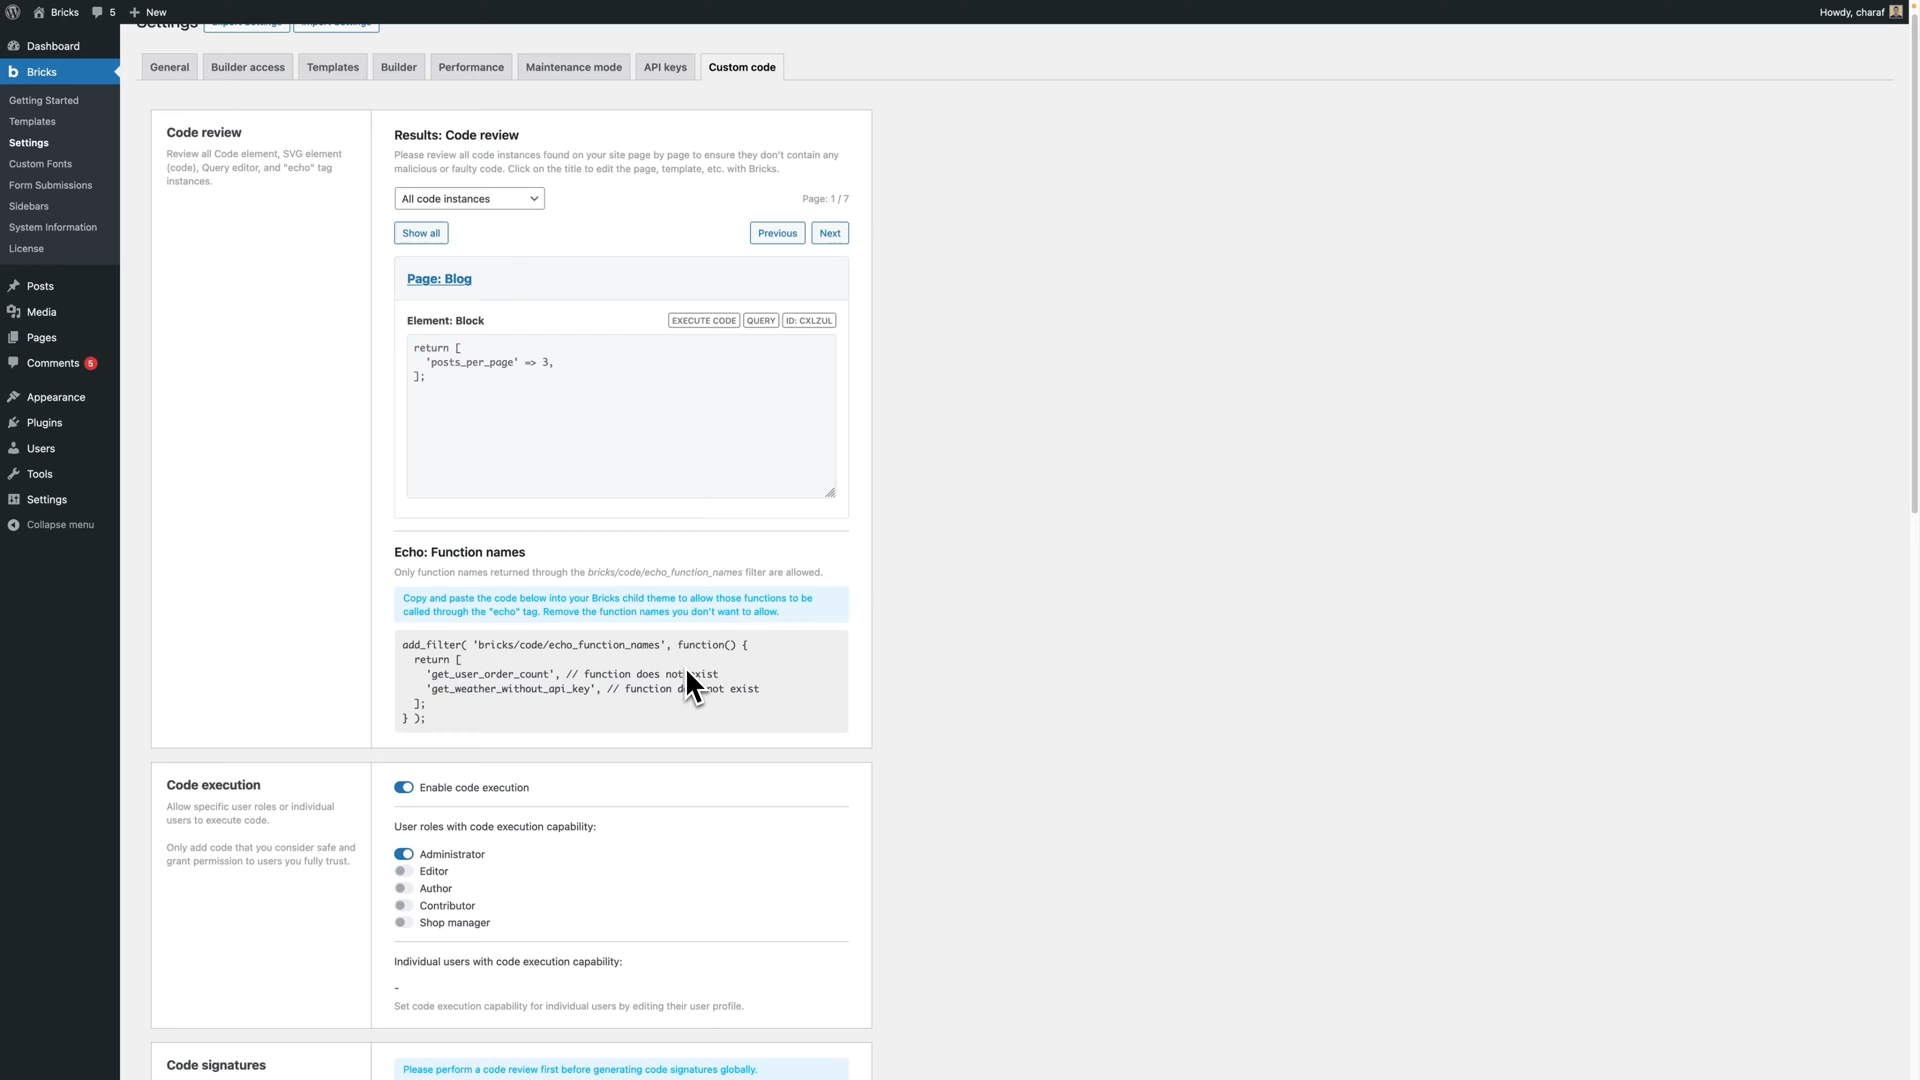 Bricks
5
New
Howdy, charaf
Dashboard
Bricks
Getting Started
Templates
Settings
Custom Fonts
Form Submissions
Sidebars
System Information
License
Posts
Media
Pages
Comments 5
Appearance
Plugins
Users
Tools
Settings
Collapse menu
Settings
General
Builder access
Templates
Builder
Performance
Maintenance mode
API keys
Custom code
Code review
Review all Code element, SVG element
(code), Query editor, and "echo" tag
instances.
Results: Code review
Please review all code instances found on your site page by page to ensure they don't contain any
malicious or faulty code. Click on the title to edit the page, template, etc. with Bricks.
All code instances
Page: 1 / 7
Show all
Previous
Next
Page: Blog
Element: Block
EXECUTE CODE
QUERY
ID: CXLZUL
return [
'posts_per_page' => 3,
];
Echo: Function names
Only function names returned through the bricks/code/echo_function_names filter are allowed.
Copy and paste the code below into your Bricks child theme to allow those functions to be
called through the "echo" tag. Remove the function names you don't want to allow.
add_filter( 'bricks/code/echo_function_names', function() {
return [
'get_user_order_count', // function does not exist
'get_weather_without_api_key', // function does not exist
];
} );
Code execution
Allow specific user roles or individual
users to execute code.
Only add code that you consider safe and
grant permission to users you fully trust.
Enable code execution
User roles with code execution capability:
Administrator
Editor
Author
Contributor
Shop manager
Individual users with code execution capability:
-
Set code execution capability for individual users by editing their user profile.
Code signatures
Please perform a code review first before generating code signatures globally.